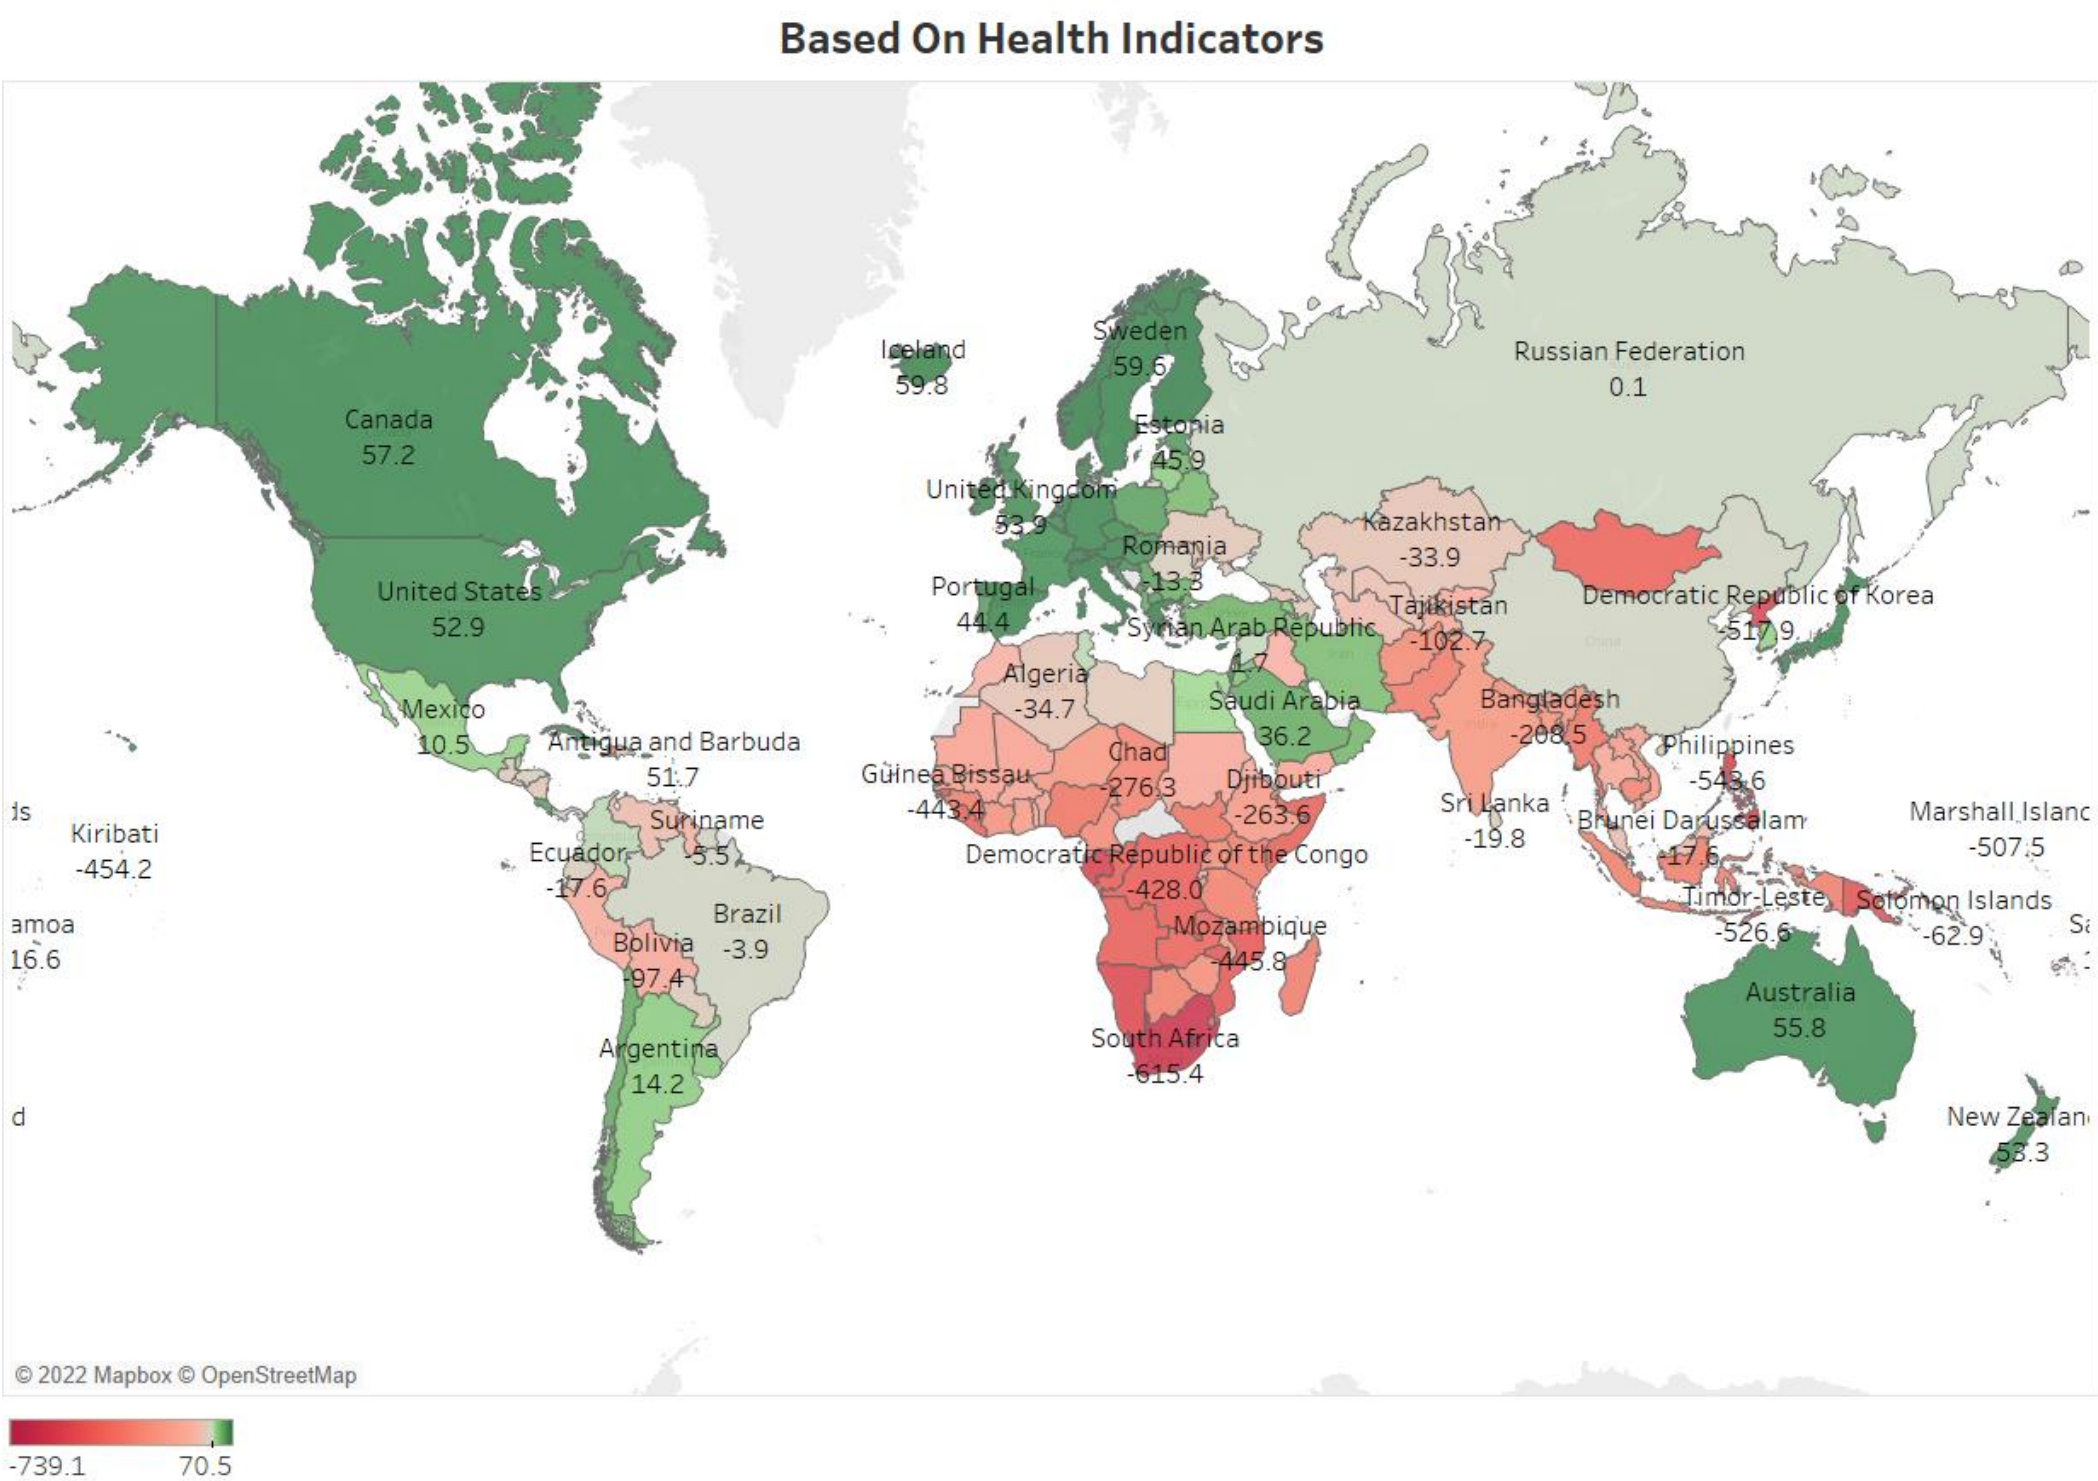 Based On Health Indicators
Iceland
59.8
Sweden
59.6
Russian Federation
0.1
Canada
57.2
Estonia
45.9
United Kingdom
53.9
Kazakhstan
-33.9
Romania
-13.3
United States
52.9
Portugal
44.4
Tajikistan
-102.7
Democratic Republic of Korea
-517.9
Syrian Arab Republic
1.7
China
Algeria
-34.7
Saudi Arabia
36.2
Bangladesh
-208.5
Mexico
10.5
Antigua and Barbuda
51.7
Chad
-276.3
Philippines
-543.6
Guinea Bissau
-443.4
Djibouti
-263.6
Sri Lanka
-19.8
Brunei Darussalam
-17.6
Marshall Islanc
-507.5
ds
Kiribati
-454.2
Suriname
-5.5
Ecuador
-17.6
Democratic Republic of the Congo
-428.0
Timor-Leste
-526.6
Solomon Islands
-62.9
amoa
16.6
Brazil
-3.9
Mozambique
-445.8
Sa
-
Bolivia
-97.4
Australia
55.8
South Africa
-615.4
Argentina
14.2
d
New Zealan
53.3
© 2022 Mapbox © OpenStreetMap
-739.1 70.5